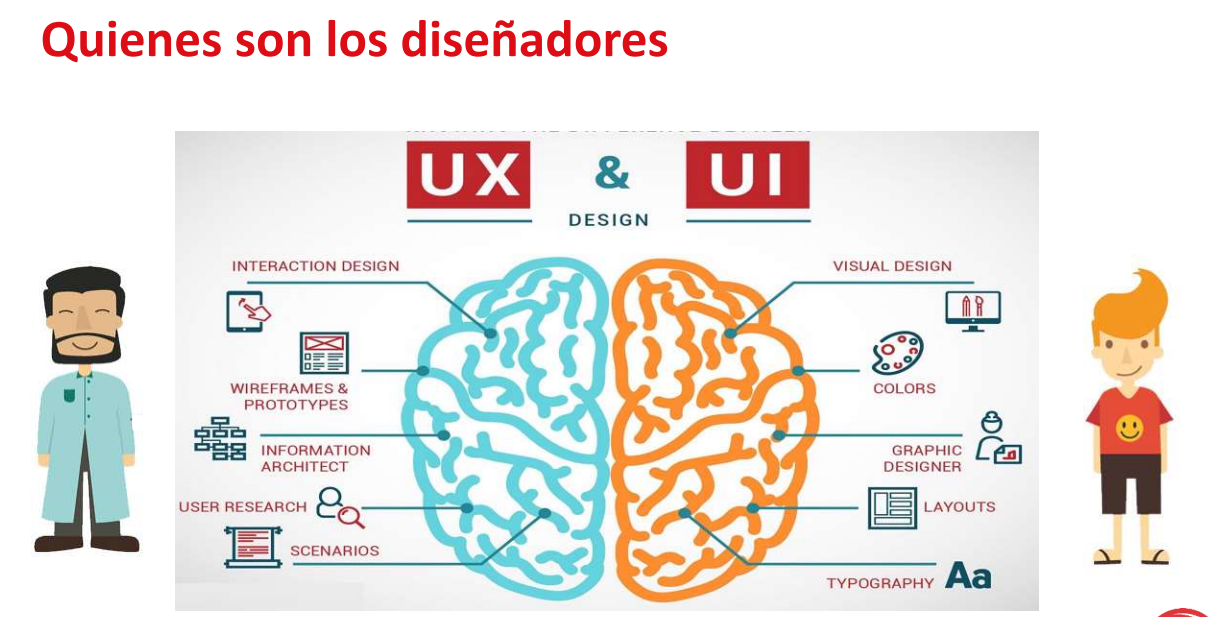 Quienes son los diseñadores
UX & UI
DESIGN
INTERACTION DESIGN
WIREFRAMES &
PROTOTYPES
INFORMATION
ARCHITECT
USER RESEARCH
SCENARIOS
VISUAL DESIGN
COLORS
GRAPHIC
DESIGNER
LAYOUTS
TYPOGRAPHY Aa